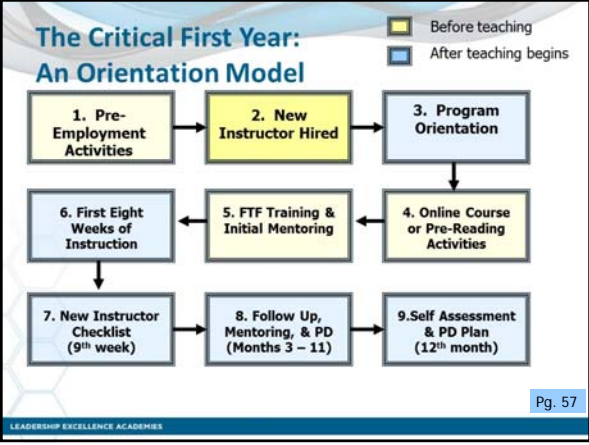 The Critical First Year:
An Orientation Model
Before teaching
After teaching begins
1. Pre-
Employment
Activities
2. New
Instructor Hired
3. Program
Orientation
6. First Eight
Weeks of
Instruction
5. FTF Training &
Initial Mentoring
4. Online Course
or Pre-Reading
Activities
7. New Instructor
Checklist
(9th week)
8. Follow Up,
Mentoring, & PD
(Months 3 – 11)
9.Self Assessment
& PD Plan
(12th month)
Pg. 57
LEADERSHIP EXCELLENCE ACADEMIES